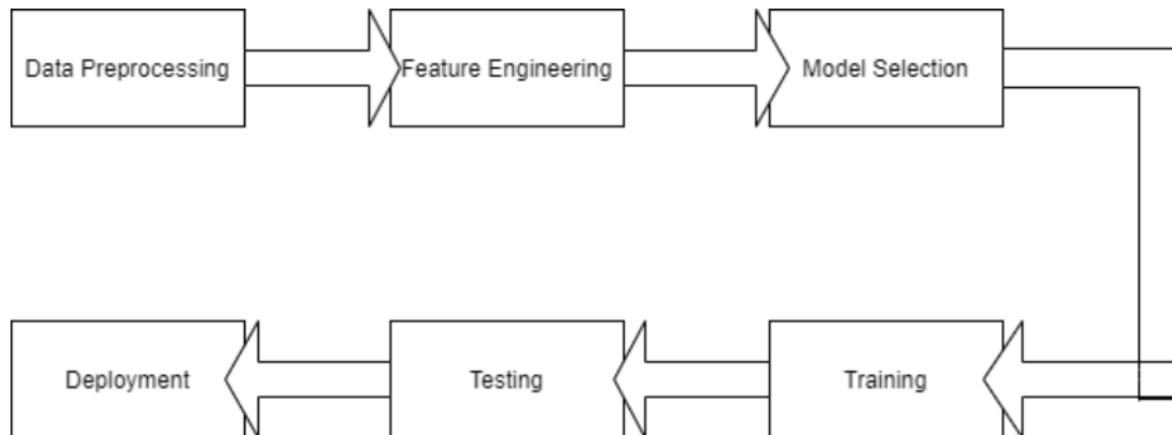 Data Preprocessing
Feature Engineering
Model Selection
Training
Testing
Deployment